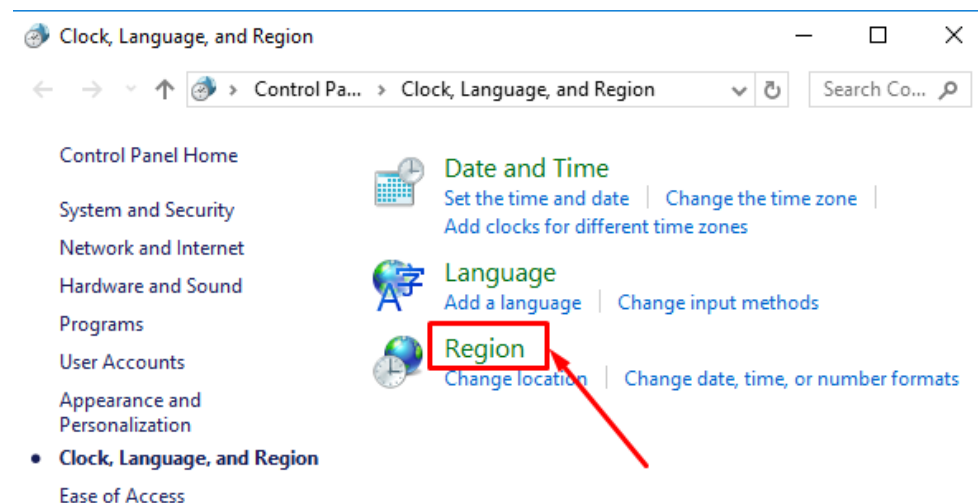 Clock, Language, and Region
Control Pa... > Clock, Language, and Region
Search Co...
Control Panel Home
System and Security
Network and Internet
Hardware and Sound
Programs
User Accounts
Appearance and
Personalization
Clock, Language, and Region
Ease of Access
Date and Time
Set the time and date
Change the time zone
Add clocks for different time zones
Language
Add a language
Change input methods
Region
Change location
Change date, time, or number formats